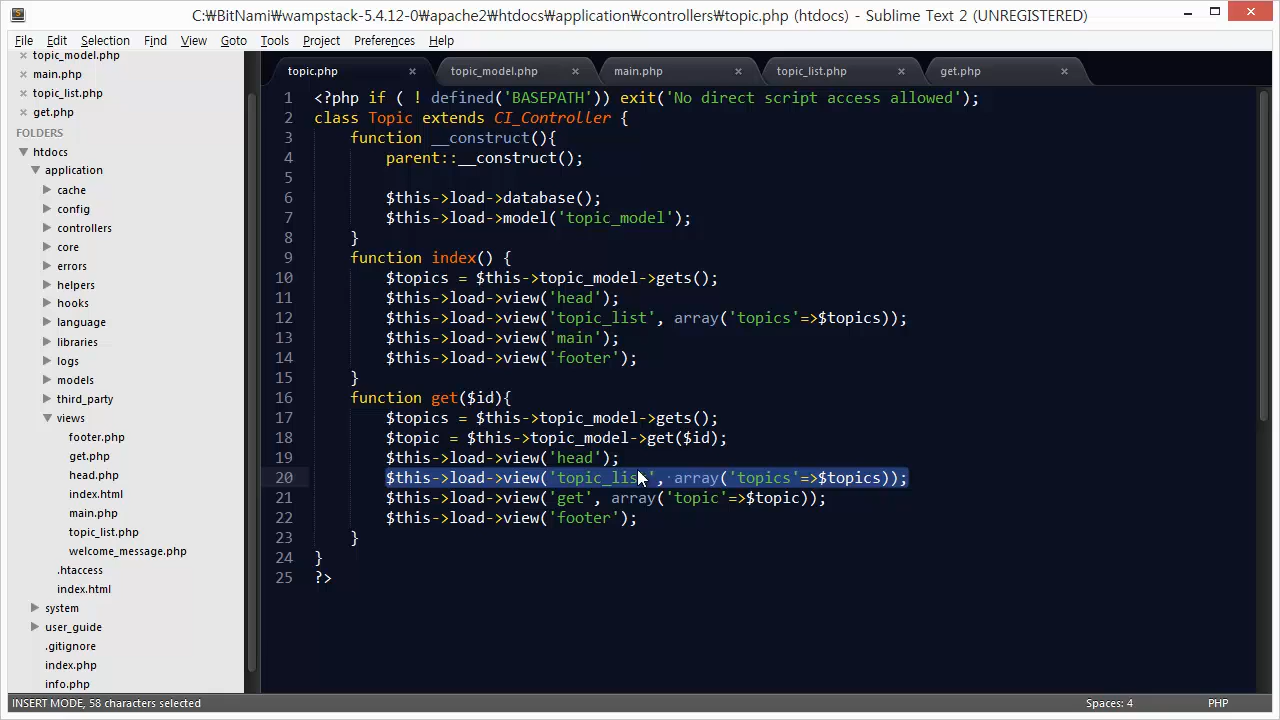 C:₩BitNami₩wampstack-5.4.12-0₩apache2₩htdocs₩application₩controllers₩topic.php (htdocs) - Sublime Text 2 (UNREGISTERED)
File Edit Selection Find View Goto Tools Project Preferences Help
topic_model.php
main.php
topic_list.php
get.php
FOLDERS
htdocs
application
cache
config
controllers
core
errors
helpers
hooks
language
libraries
logs
models
third_party
views
footer.php
get.php
head.php
index.html
main.php
topic_list.php
welcome_message.php
.htaccess
index.html
system
user_guide
.gitignore
index.php
info.php
topic.php topic_model.php main.php topic_list.php get.php
1 <?php if ( ! defined('BASEPATH')) exit('No direct script access allowed');
2 class Topic extends CI_Controller {
3     function __construct(){
4         parent::__construct();
5
6         $this->load->database();
7         $this->load->model('topic_model');
8     }
9     function index() {
10         $topics = $this->topic_model->gets();
11         $this->load->view('head');
12         $this->load->view('topic_list', array('topics'=>$topics));
13         $this->load->view('main');
14         $this->load->view('footer');
15     }
16     function get($id){
17         $topics = $this->topic_model->gets();
18         $topic = $this->topic_model->get($id);
19         $this->load->view('head');
20         $this->load->view('topic_list', array('topics'=>$topics));
21         $this->load->view('get', array('topic'=>$topic));
22         $this->load->view('footer');
23     }
24 }
25 ?>
INSERT MODE, 58 characters selected Spaces: 4 PHP